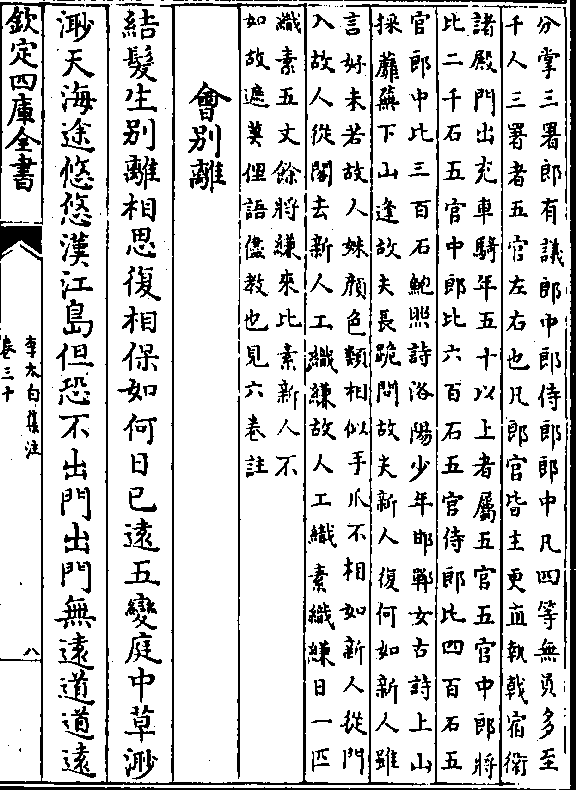 分掌三署郎有議郎中郎侍郎郎中凡四等無員多至
千人三署者五官左右也凡郎官皆主更直執戟宿衛
諸殿門出充車騎年五十以上者屬五官五官中郎將
比二千石五官中郎比六百石五官侍郎比四百石五
官郎中比三百石鮑照詩洛陽少年邯鄲女古詩上山
採蘼蕪下山逢故夫長跪問故夫新人復何如新人雖
言好未若故人姝顔色類相似手爪不相如新人從門
入故人從閤去新人工織縑故人工織素織縑日一匹
織素五丈餘將縑來比素新人不
如故遮莫俚語儘教也見六卷註
會别離
結髮生别離相思復相保如何日已逺五變庭中草渺
渺天海途悠悠漢江島但恐不出門出門無逺道道逺
欽定四庫全書
李太白集注
卷三十
八